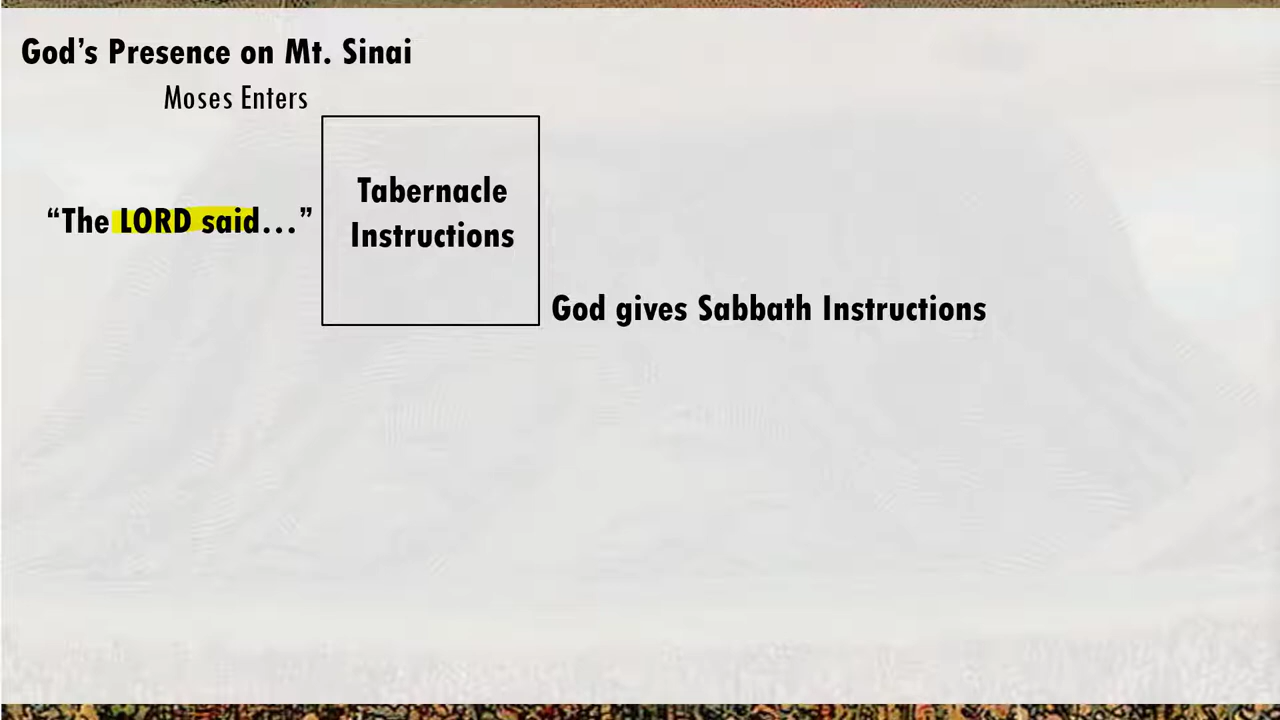 God’s Presence on Mt. Sinai
Moses Enters
Tabernacle
Instructions
“The LORD said…”
God gives Sabbath Instructions